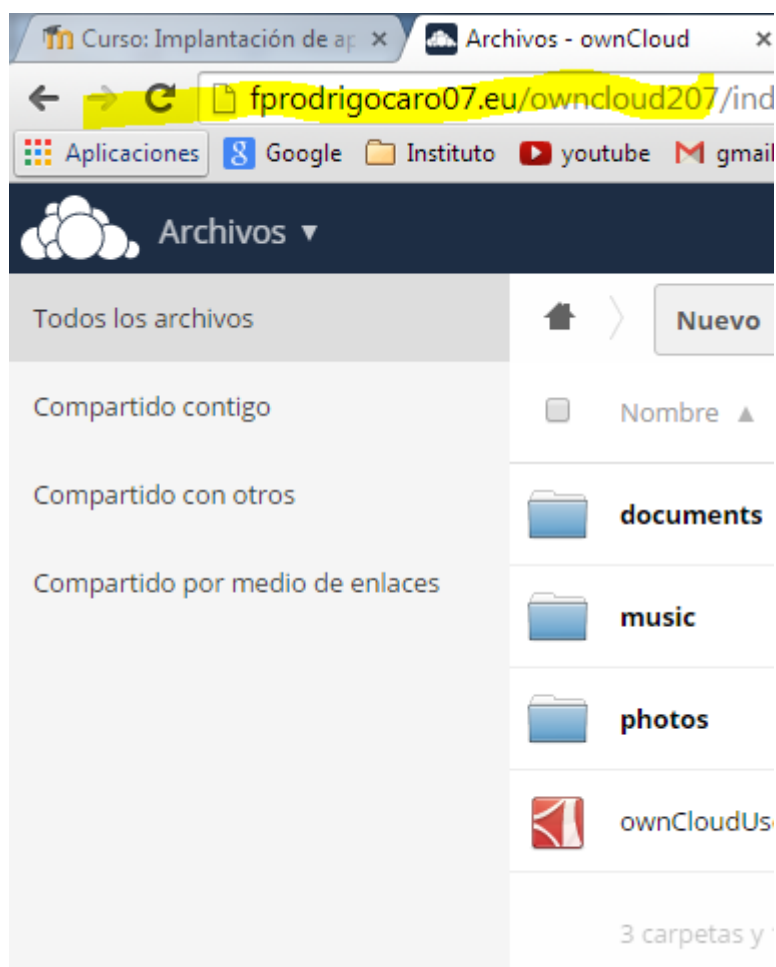 Curso: Implantación de ap
Archivos - ownCloud
fprodrigocaro07.eu/owncloud207/ind
Aplicaciones Google Instituto youtube gmail
Archivos
Todos los archivos
Nuevo
Compartido contigo
Nombre
Compartido con otros
documents
Compartido por medio de enlaces
music
photos
ownCloudUse
3 carpetas y